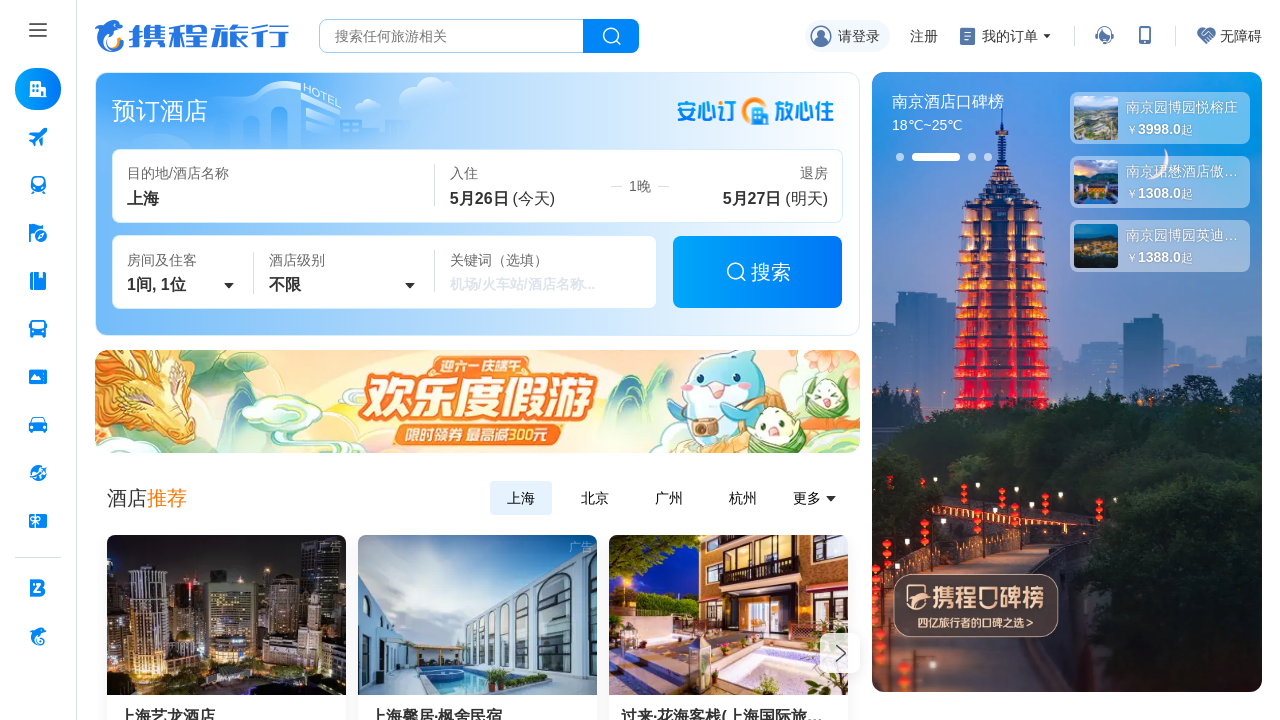 携程旅行
搜索任何旅游相关
请登录
注册
我的订单
无障碍
预订酒店
HOTEL
安心订 放心住
目的地/酒店名称
上海
入住
5月26日 (今天)
1晚
退房
5月27日 (明天)
房间及住客
1间, 1位
酒店级别
不限
关键词（选填）
机场/火车站/酒店名称...
搜索
迎六一 庆端午
欢乐度假游
限时领券 最高减300元
酒店推荐
上海
北京
广州
杭州
更多
广告
广告
上海艺龙酒店
上海馨居·枫舍民宿
过来·花海客栈(上海国际旅...
南京酒店口碑榜
18℃~25℃
南京园博园悦榕庄
￥3998.0起
南京珺懋酒店傲...
￥1308.0起
南京园博园英迪...
￥1388.0起
携程口碑榜
四亿旅行者的口碑之选 >